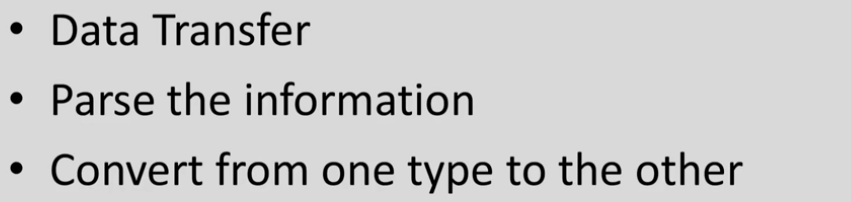 • Data Transfer
• Parse the information
• Convert from one type to the other